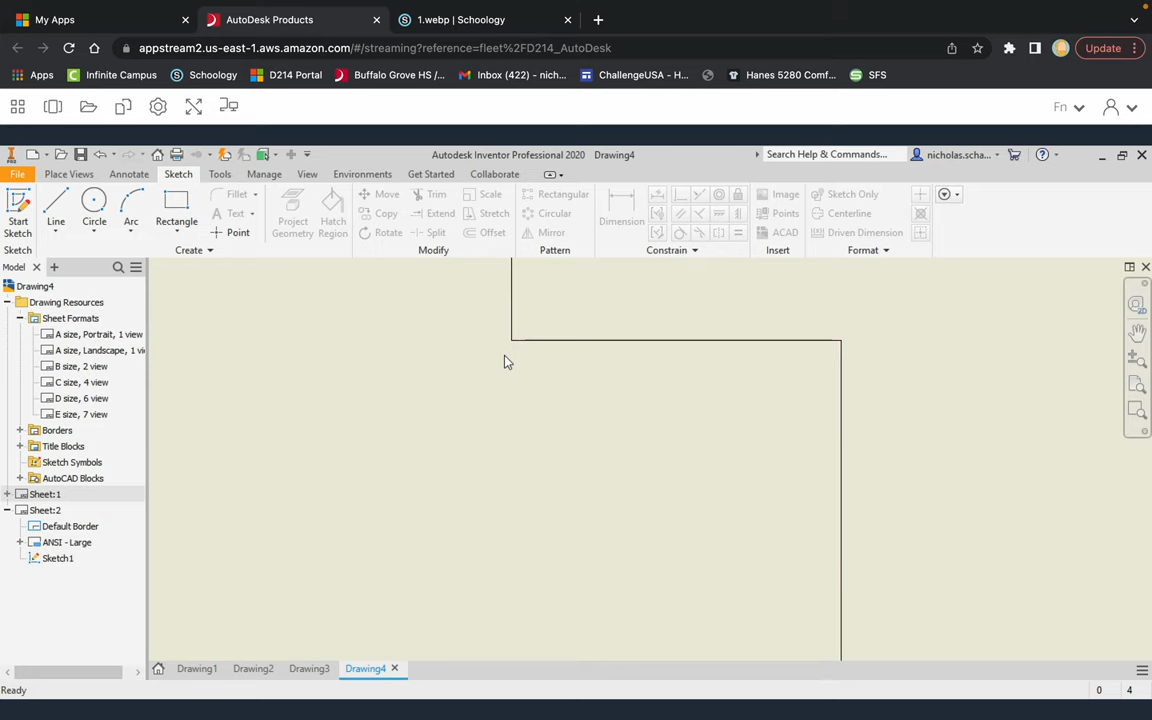 My Apps
AutoDesk Products
1.webp | Schoology
appstream2.us-east-1.aws.amazon.com/#/streaming?reference=fleet%2FD214_AutoDesk
Update
Apps
Infinite Campus
Schoology
D214 Portal
Buffalo Grove HS /...
Inbox (422) - nich...
ChallengeUSA - H...
Hanes 5280 Comf...
SFS
Fn
Autodesk Inventor Professional 2020 Drawing4
Search Help & Commands...
nicholas.scha...
File
Place Views
Annotate
Sketch
Tools
Manage
View
Environments
Get Started
Collaborate
Start
Sketch
Line
Circle
Arc
Rectangle
Fillet
Text
Point
Project
Geometry
Hatch
Region
Move
Copy
Rotate
Trim
Extend
Split
Scale
Stretch
Offset
Rectangular
Circular
Mirror
Dimension
Image
Points
ACAD
Sketch Only
Centerline
Driven Dimension
Sketch
Create
Modify
Pattern
Constrain
Insert
Format
Model
Drawing4
Drawing Resources
Sheet Formats
A size, Portrait, 1 view
A size, Landscape, 1 vi
B size, 2 view
C size, 4 view
D size, 6 view
E size, 7 view
Borders
Title Blocks
Sketch Symbols
AutoCAD Blocks
Sheet:1
Sheet:2
Default Border
ANSI - Large
Sketch1
Drawing1
Drawing2
Drawing3
Drawing4
Ready
0
4